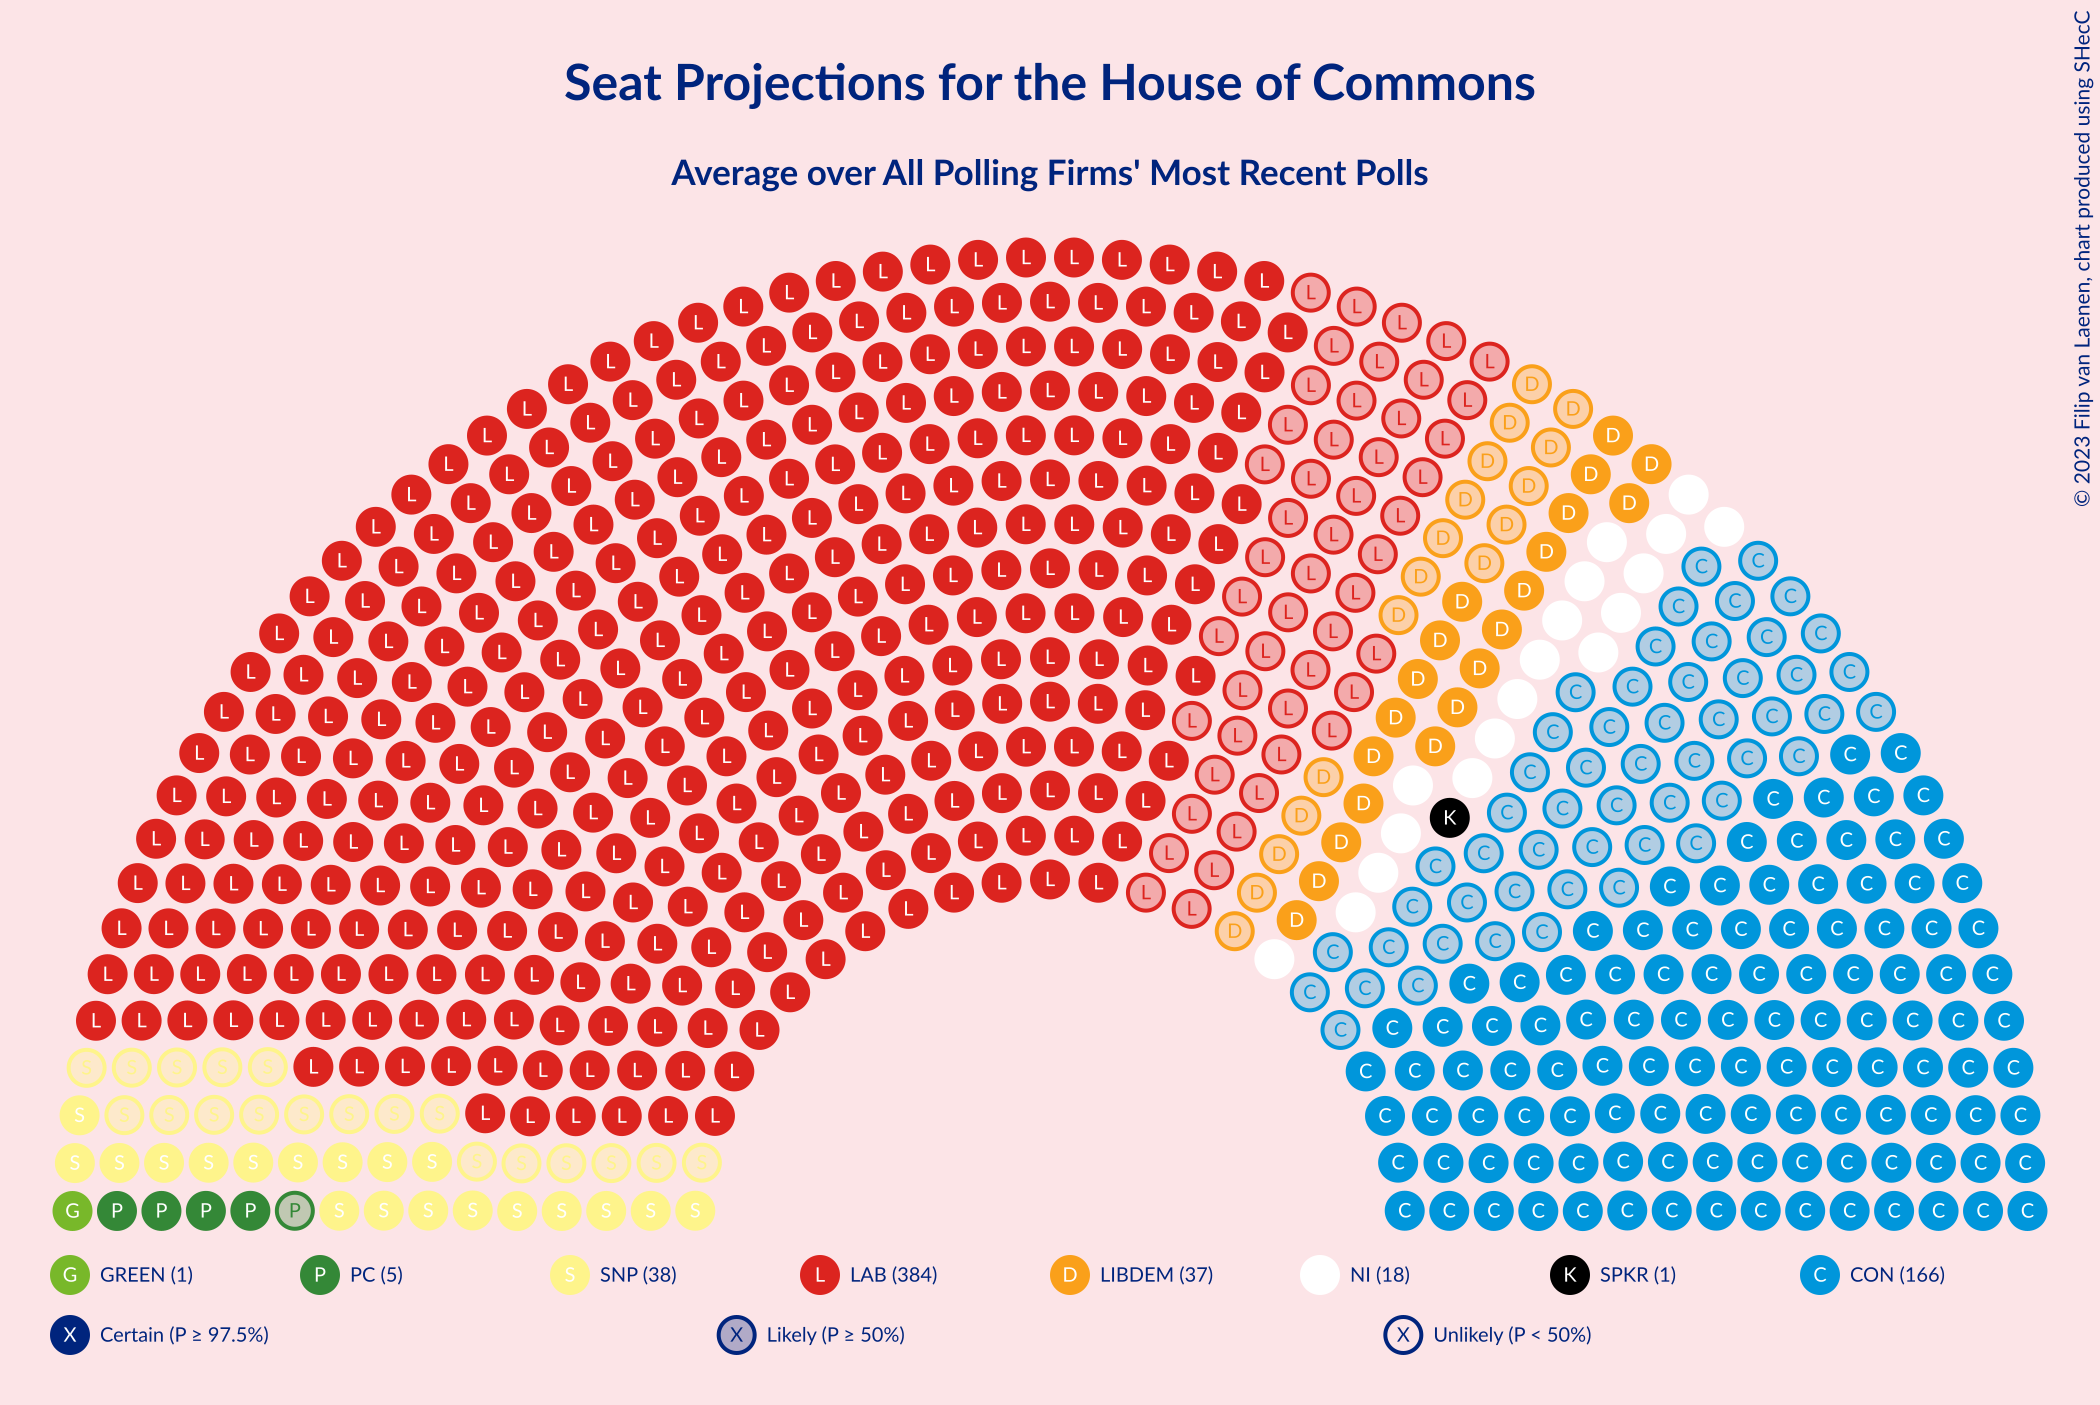 Seat Projections for the House of Commons
Average over All Polling Firms' Most Recent Polls
© 2023 Filip van Laenen, chart produced using SHecC
G GREEN (1) P PC (5) S SNP (38) L LAB (384) D LIBDEM (37) NI (18) K SPKR (1) C CON (166)
X Certain (P ≥ 97.5%) X Likely (P ≥ 50%) X Unlikely (P < 50%)